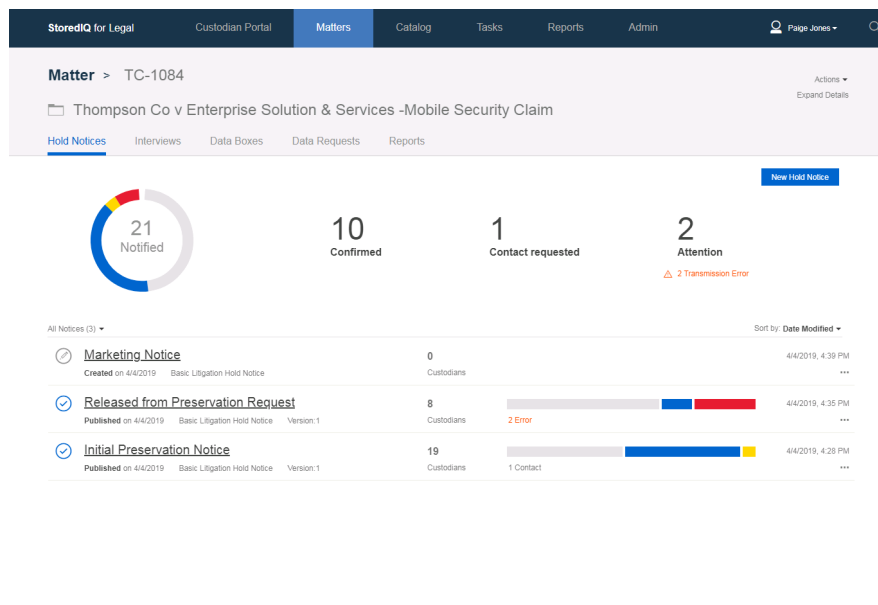 StoredIQ for Legal Custodian Portal Matters Catalog Tasks Reports Admin Paige Jones
Matter > TC-1084
Actions
Expand Details
Thompson Co v Enterprise Solution & Services -Mobile Security Claim
Hold Notices Interviews Data Boxes Data Requests Reports
New Hold Notice
21
Notified
10
Confirmed
1
Contact requested
2
Attention
2 Transmission Error
All Notices (3) Sort by: Date Modified
Marketing Notice 0 4/4/2019, 4:39 PM
Created on 4/4/2019 Basic Litigation Hold Notice Custodians
Released from Preservation Request 8 4/4/2019, 4:35 PM
Published on 4/4/2019 Basic Litigation Hold Notice Version:1 Custodians 2 Error
Initial Preservation Notice 19 4/4/2019, 4:28 PM
Published on 4/4/2019 Basic Litigation Hold Notice Version:1 Custodians 1 Contact